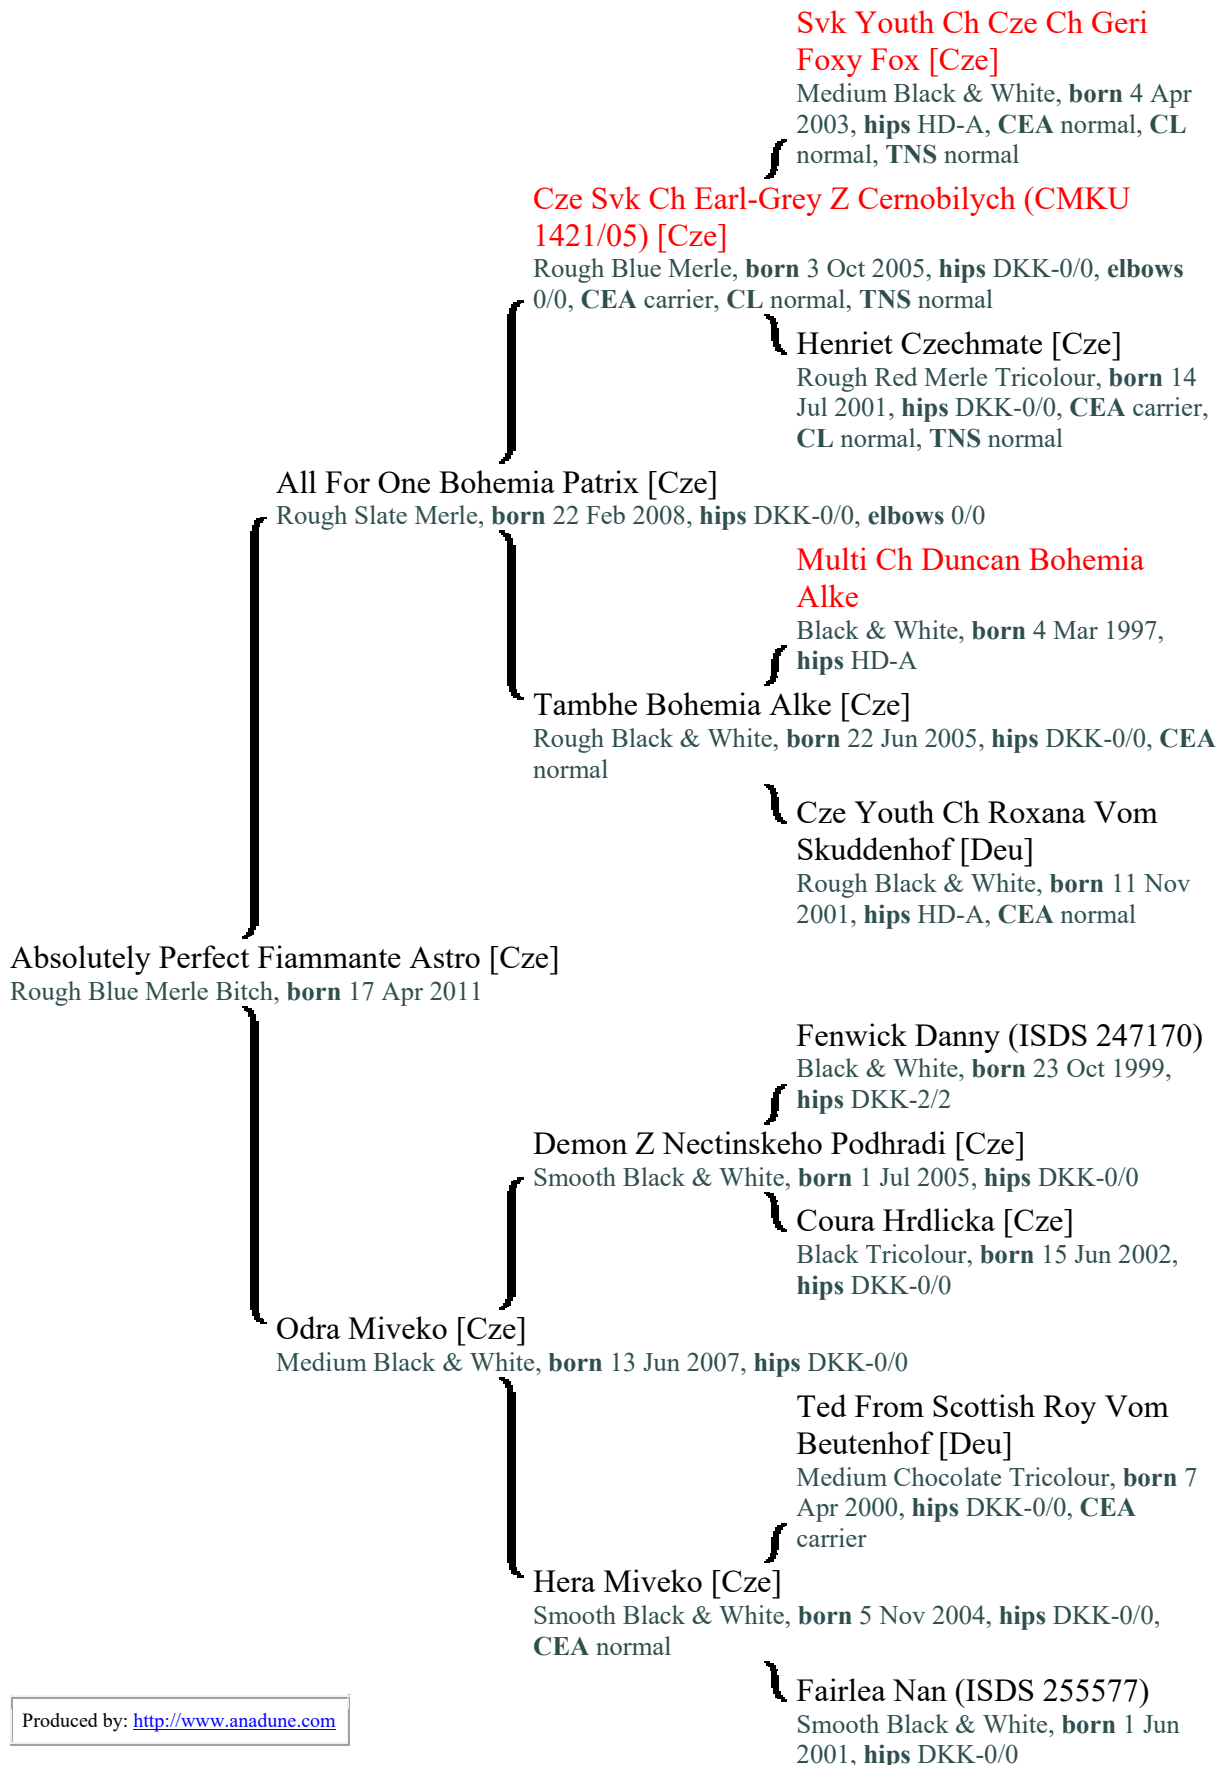 Svk Youth Ch Cze Ch Geri
Foxy Fox [Cze]
Medium Black & White, born 4 Apr
2003, hips HD-A, CEA normal, CL
normal, TNS normal
Cze Svk Ch Earl-Grey Z Cernobilych (CMKU
1421/05) [Cze]
Rough Blue Merle, born 3 Oct 2005, hips DKK-0/0, elbows
0/0, CEA carrier, CL normal, TNS normal
Henriet Czechmate [Cze]
Rough Red Merle Tricolour, born 14
Jul 2001, hips DKK-0/0, CEA carrier,
CL normal, TNS normal
All For One Bohemia Patrix [Cze]
Rough Slate Merle, born 22 Feb 2008, hips DKK-0/0, elbows 0/0
Multi Ch Duncan Bohemia
Alke
Black & White, born 4 Mar 1997,
hips HD-A
Tambhe Bohemia Alke [Cze]
Rough Black & White, born 22 Jun 2005, hips DKK-0/0, CEA
normal
Cze Youth Ch Roxana Vom
Skuddenhof [Deu]
Rough Black & White, born 11 Nov
2001, hips HD-A, CEA normal
Absolutely Perfect Fiammante Astro [Cze]
Rough Blue Merle Bitch, born 17 Apr 2011
Fenwick Danny (ISDS 247170)
Black & White, born 23 Oct 1999,
hips DKK-2/2
Demon Z Nectinskeho Podhradi [Cze]
Smooth Black & White, born 1 Jul 2005, hips DKK-0/0
Coura Hrdlicka [Cze]
Black Tricolour, born 15 Jun 2002,
hips DKK-0/0
Odra Miveko [Cze]
Medium Black & White, born 13 Jun 2007, hips DKK-0/0
Ted From Scottish Roy Vom
Beutenhof [Deu]
Medium Chocolate Tricolour, born 7
Apr 2000, hips DKK-0/0, CEA
carrier
Hera Miveko [Cze]
Smooth Black & White, born 5 Nov 2004, hips DKK-0/0,
CEA normal
Fairlea Nan (ISDS 255577)
Smooth Black & White, born 1 Jun
2001, hips DKK-0/0
Produced by: http://www.anadune.com